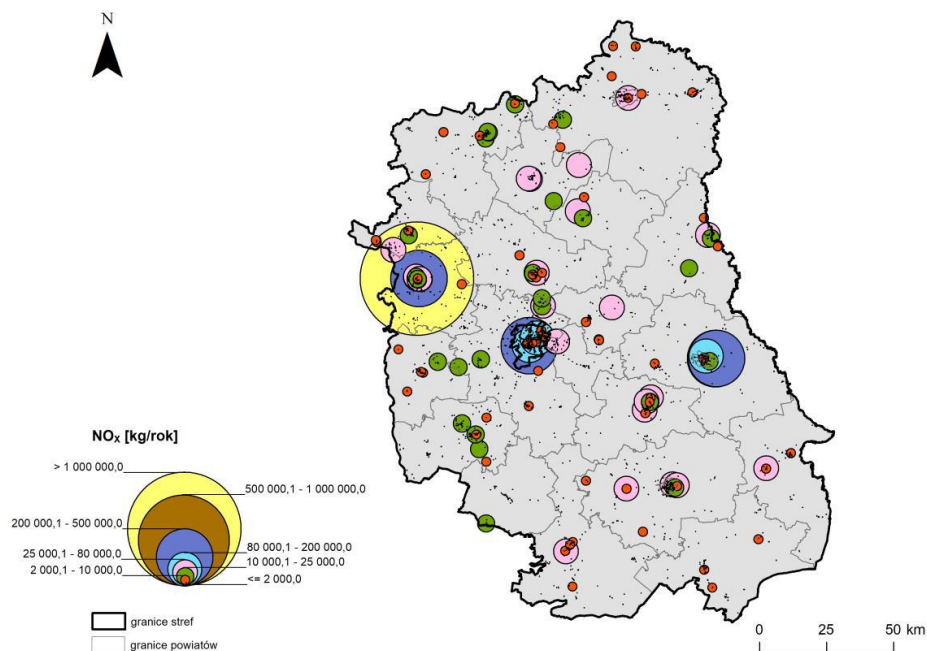 N
NOX [kg/rok]
> 1 000 000,0
500 000,1 - 1 000 000,0
200 000,1 - 500 000,0
80 000,1 - 200 000,0
25 000,1 - 80 000,0
10 000,1 - 25 000,0
2 000,1 - 10 000,0
<= 2 000,0
granice stref
granice powiatów
0 25 50 km